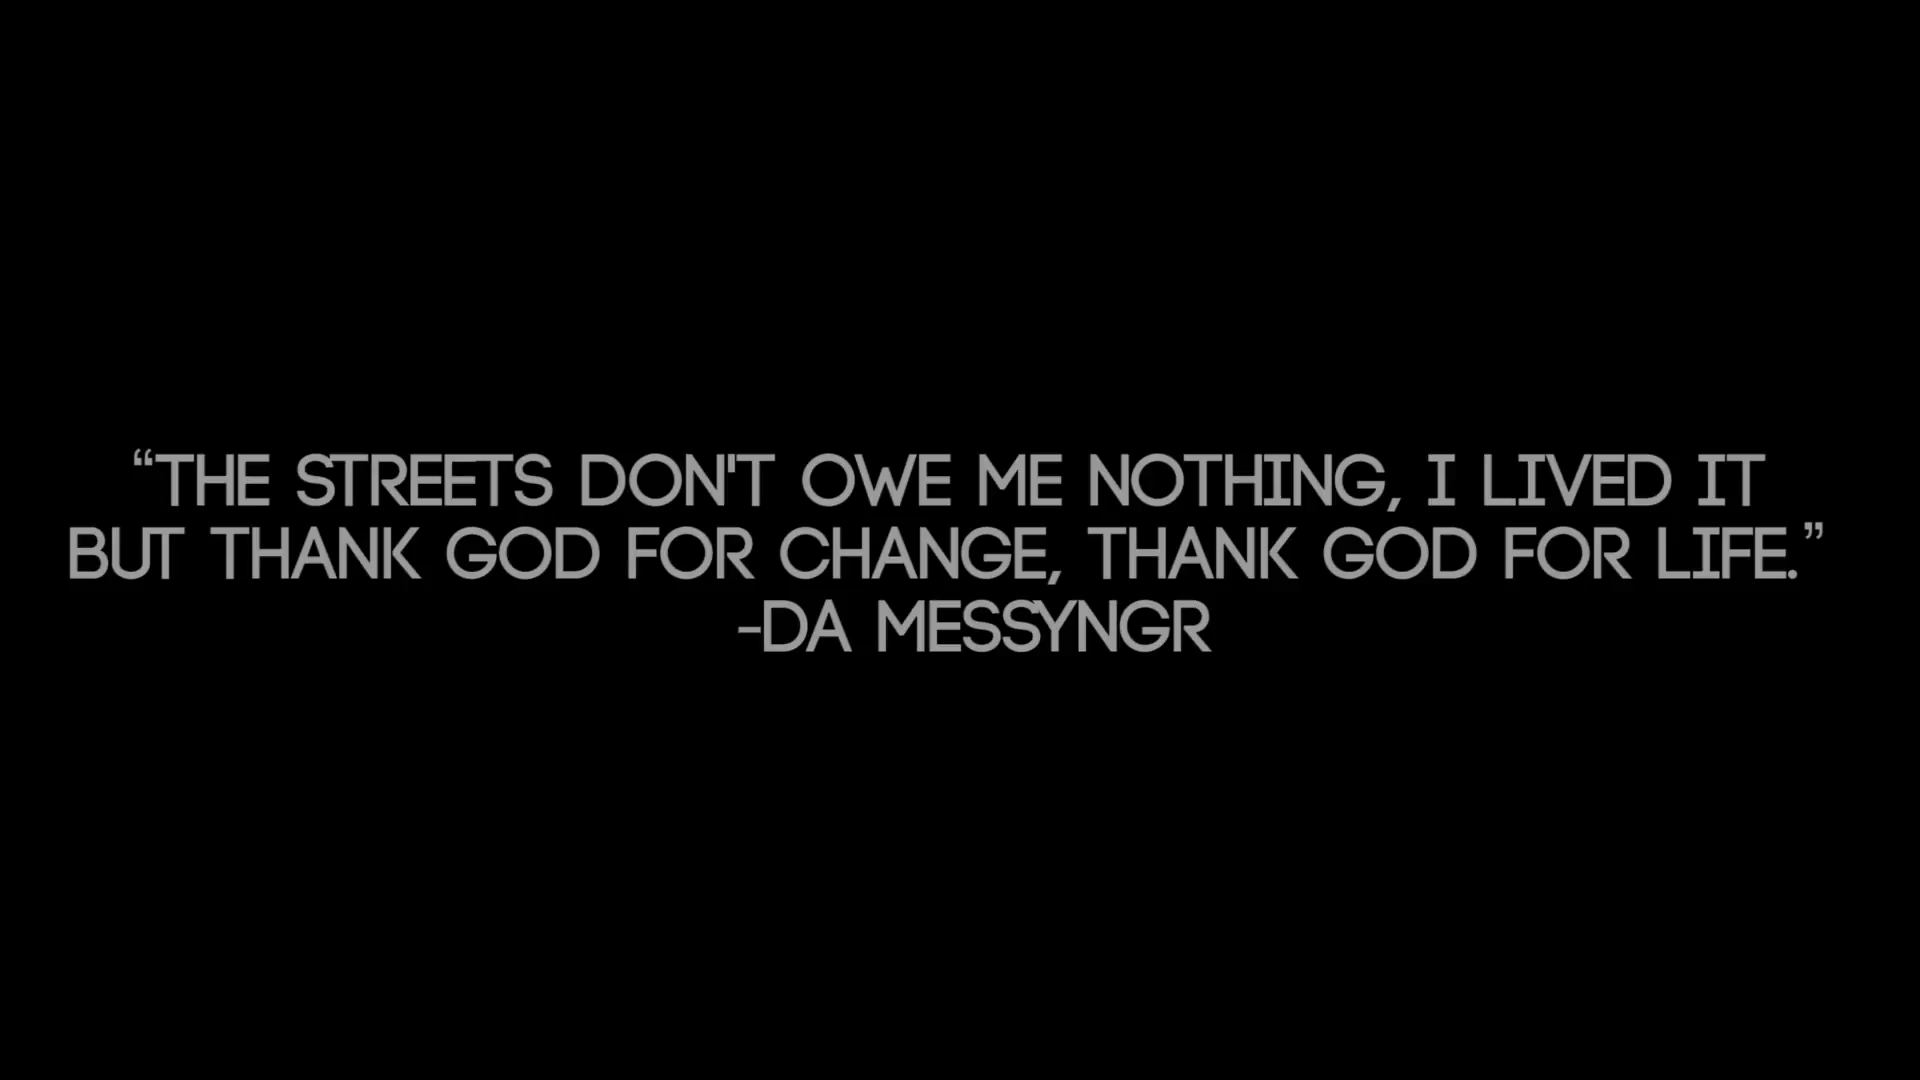 “THE STREETS DON'T OWE ME NOTHING, I LIVED IT
BUT THANK GOD FOR CHANGE, THANK GOD FOR LIFE.”
-DA MESSYNGR